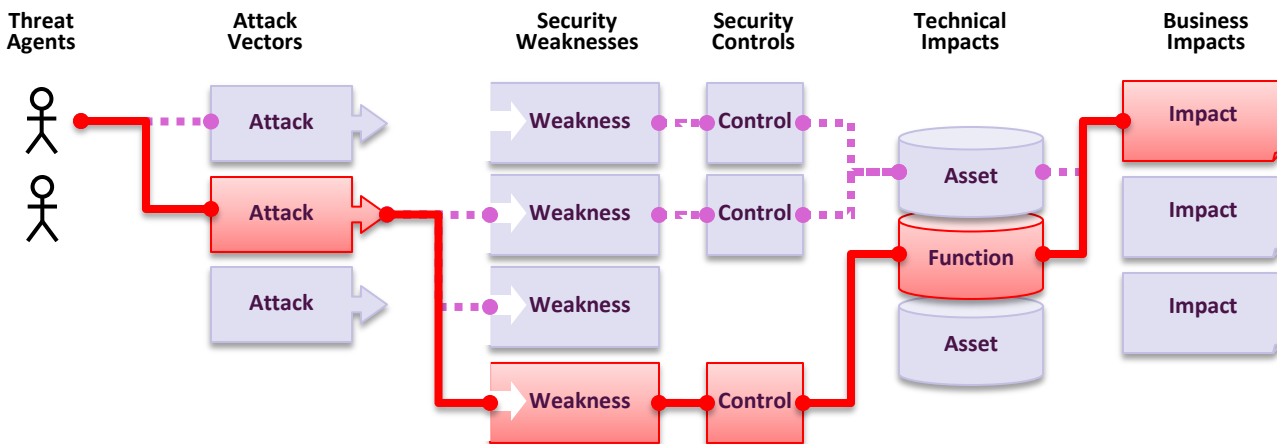 Threat
Agents
Attack
Vectors
Security
Weaknesses
Security
Controls
Technical
Impacts
Business
Impacts
Attack
Weakness
Control
Impact
Asset
Attack
Weakness
Control
Impact
Function
Attack
Weakness
Impact
Asset
Weakness
Control